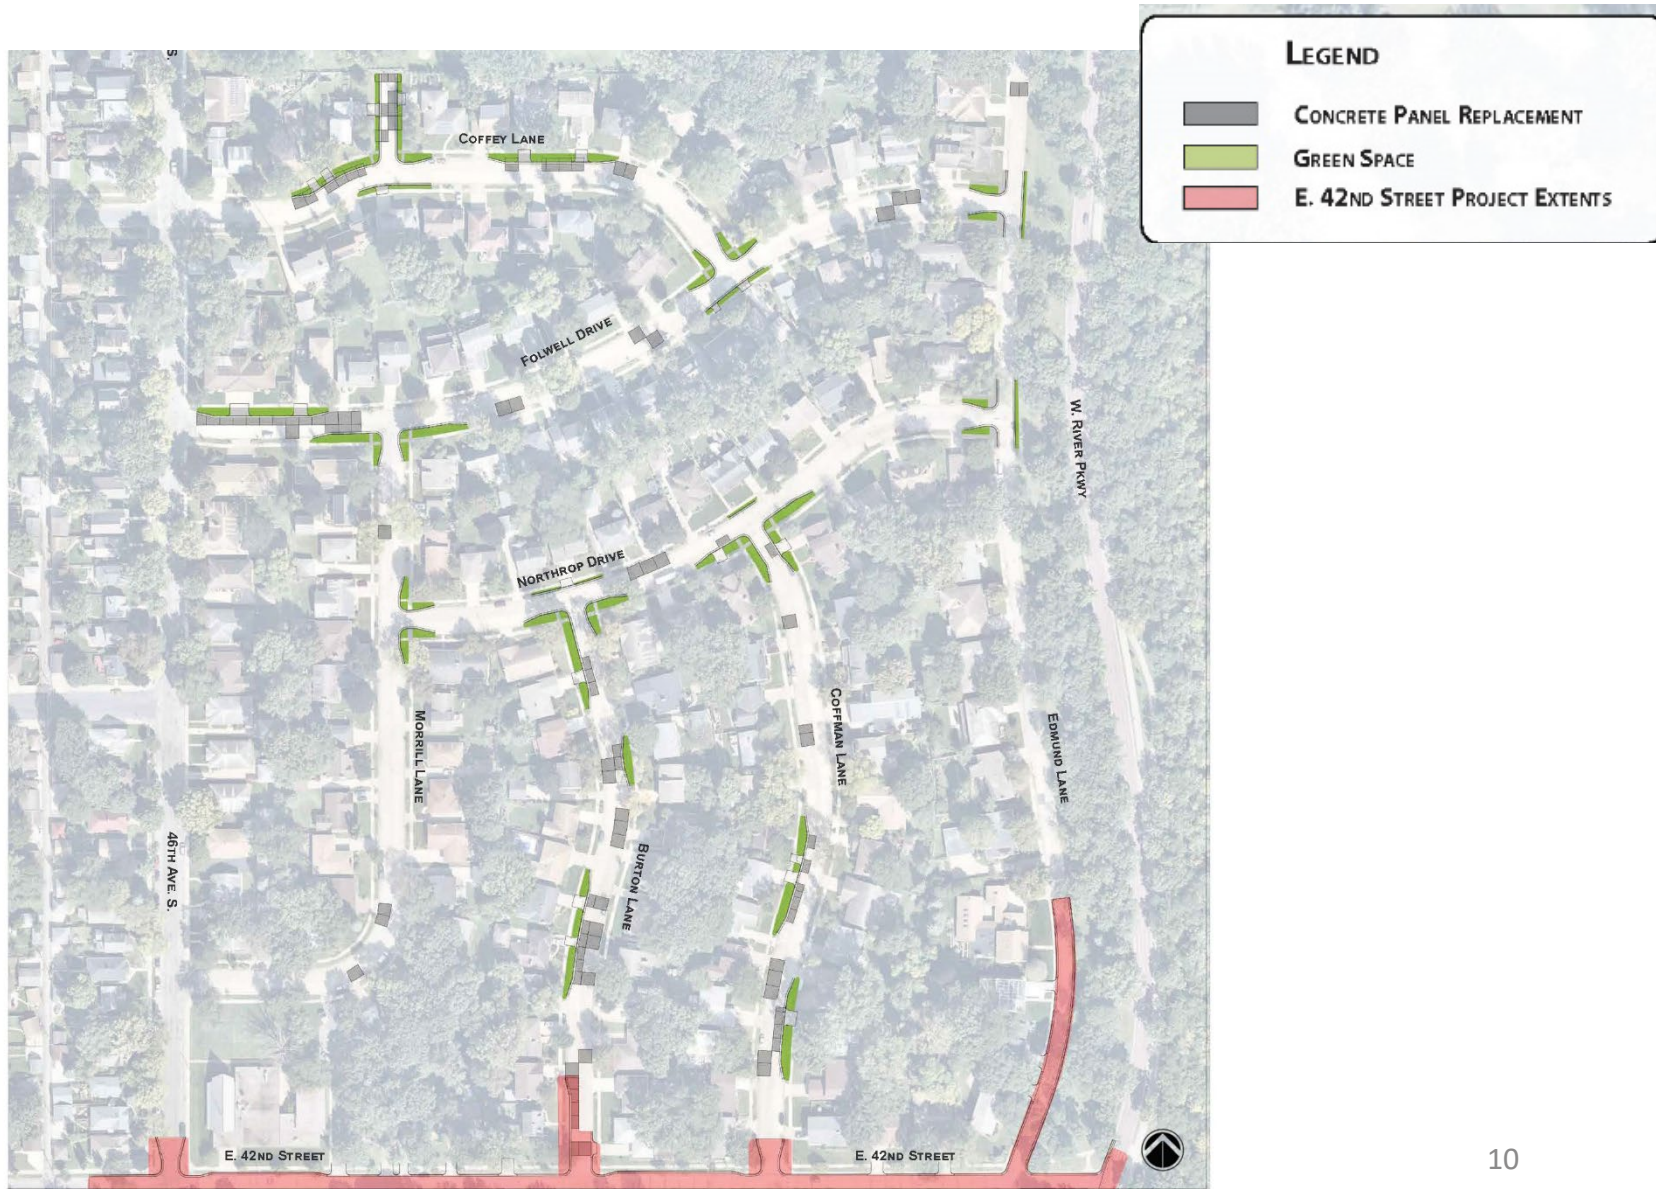 LEGEND
CONCRETE PANEL REPLACEMENT
GREEN SPACE
E. 42ND STREET PROJECT EXTENTS
S.
COFFEY LANE
FOLWELL DRIVE
W. RIVER PKWY
NORTHROP DRIVE
MORRILL LANE
COFFMAN LANE
EDMUND LANE
46TH AVE. S.
BURTON LANE
E. 42ND STREET
E. 42ND STREET
10